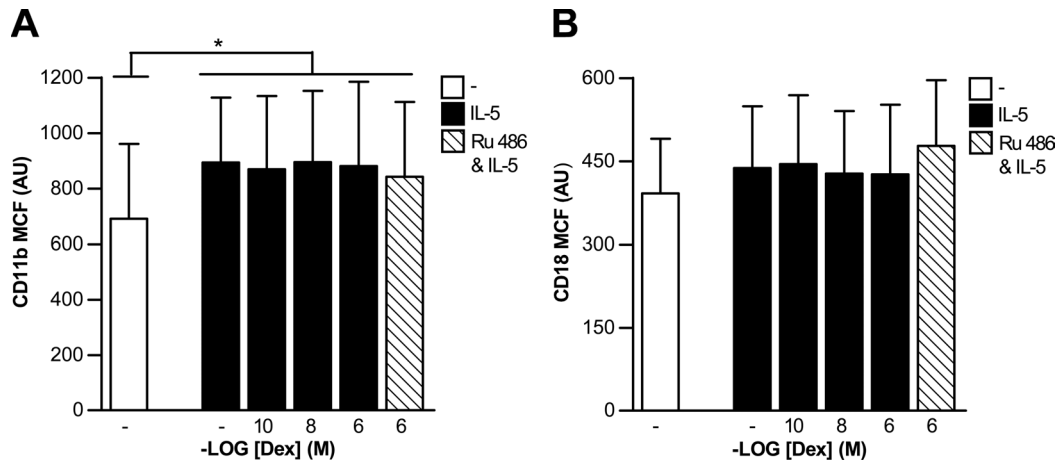 A
*
1200
1000
800
600
400
200
0
CD11b MCF (AU)
-
IL-5
Ru 486
& IL-5
- - 10 8 6 6
-LOG [Dex] (M)
B
600
450
300
150
0
CD18 MCF (AU)
-
IL-5
Ru 486
& IL-5
- - 10 8 6 6
-LOG [Dex] (M)